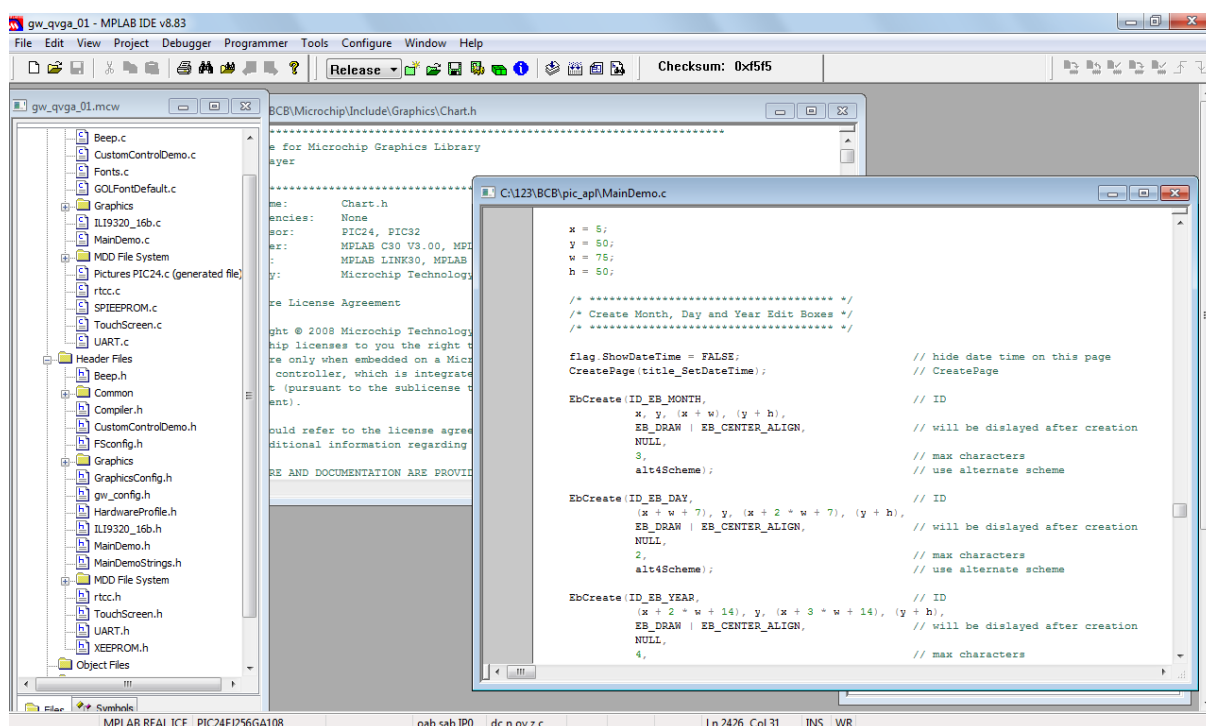 gw_qvga_01 - MPLAB IDE v8.83
File Edit View Project Debugger Programmer Tools Configure Window Help
Release Checksum: 0xf5f5
gw_qvga_01.mcw
Beep.c
CustomControlDemo.c
Fonts.c
GOLFontDefault.c
Graphics
ILI9320_16b.c
MainDemo.c
MDD File System
Pictures PIC24.c (generated file)
rtcc.c
SPIEEPROM.c
TouchScreen.c
UART.c
Header Files
Beep.h
Common
Compiler.h
CustomControlDemo.h
FSconfig.h
Graphics
GraphicsConfig.h
gw_config.h
HardwareProfile.h
ILI9320_16b.h
MainDemo.h
MainDemoStrings.h
MDD File System
rtcc.h
TouchScreen.h
UART.h
XEEPROM.h
Object Files
Files Symbols
BCB\Microchip\Include\Graphics\Chart.h
*********************************************************************
e for Microchip Graphics Library
ayer
*******************************
me: Chart.h
encies: None
sor: PIC24, PIC32
er: MPLAB C30 V3.00, MPL
: MPLAB LINK30, MPLAB
y: Microchip Technology
re License Agreement
ght © 2008 Microchip Technology
hip licenses to you the right t
re only when embedded on a Micr
controller, which is integrate
t (pursuant to the sublicense t
ent).
ould refer to the license agree
ditional information regarding
RE AND DOCUMENTATION ARE PROVID
C:\123\BCB\pic_apl\MainDemo.c
x = 5;
y = 50;
w = 75;
h = 50;
/* ************************************* */
/* Create Month, Day and Year Edit Boxes */
/* ************************************* */
flag.ShowDateTime = FALSE; // hide date time on this page
CreatePage(title_SetDateTime); // CreatePage
EbCreate(ID_EB_MONTH, // ID
x, y, (x + w), (y + h),
EB_DRAW | EB_CENTER_ALIGN, // will be dislayed after creation
NULL,
3, // max characters
alt4Scheme); // use alternate scheme
EbCreate(ID_EB_DAY, // ID
(x + w + 7), y, (x + 2 * w + 7), (y + h),
EB_DRAW | EB_CENTER_ALIGN, // will be dislayed after creation
NULL,
2, // max characters
alt4Scheme); // use alternate scheme
EbCreate(ID_EB_YEAR, // ID
(x + 2 * w + 14), y, (x + 3 * w + 14), (y + h),
EB_DRAW | EB_CENTER_ALIGN, // will be dislayed after creation
NULL,
4, // max characters
MPLAB REAL ICE PIC24FJ256GA108 oab sab IP0 dc n ov z c Ln 2426, Col 31 INS WR